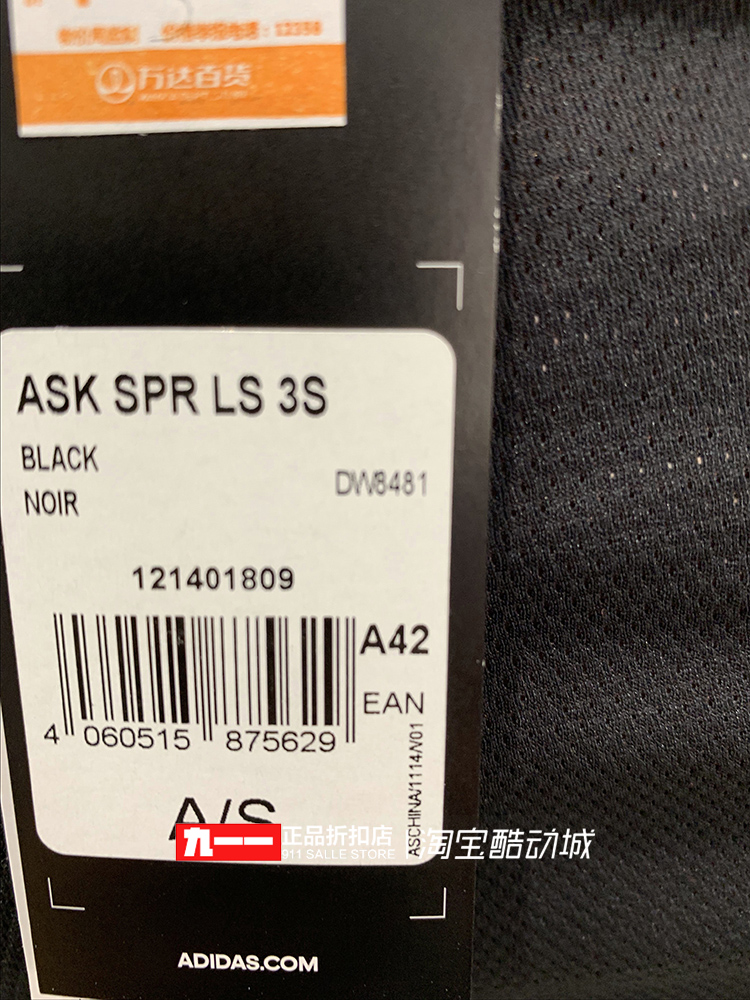 12358
万达百货
ASK SPR LS 3S
BLACK
NOIR
DW8481
121401809
A42
EAN
4 060515 875629
ASCHINA/1114/V01
A/S
九一一 正品折扣店
911 SALLE STORE
淘宝酷动城
ADIDAS.COM